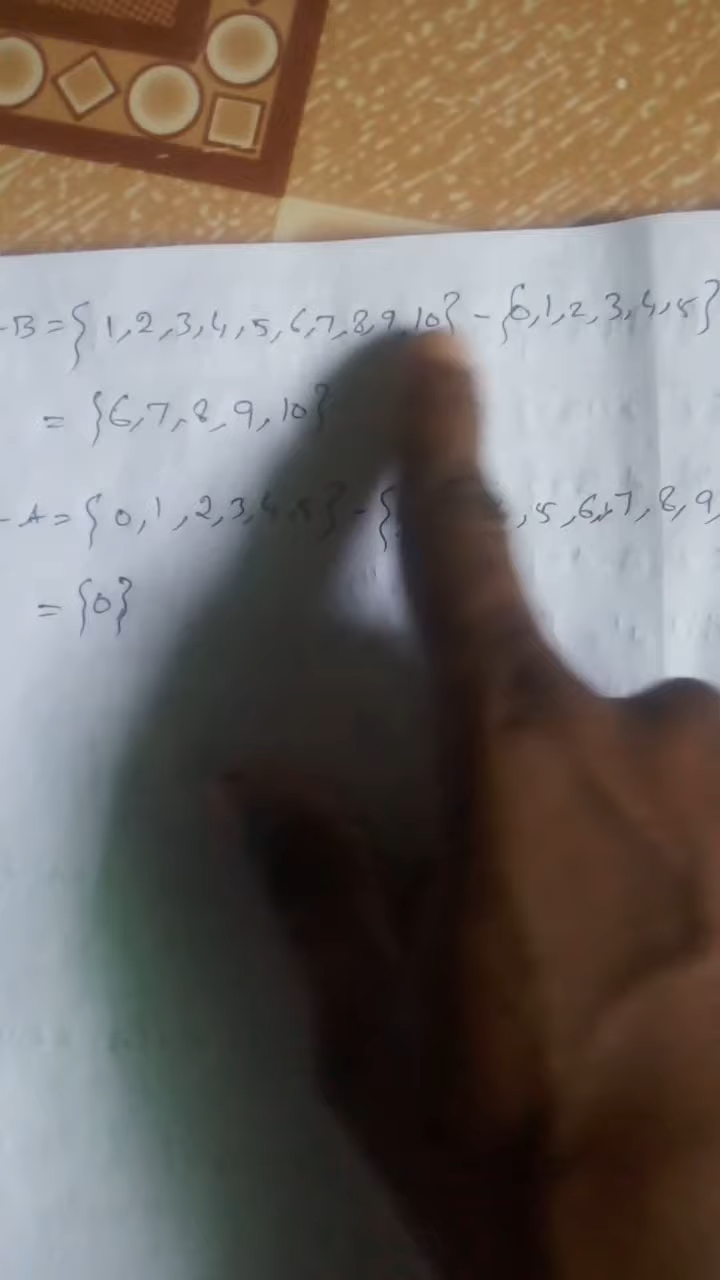 -B = { 1,2,3,4,5,6,7,8,9,10} - {0,1,2,3,4,5}
= {6,7,8,9,10}
-A = { 0,1,2,3,4,5} - { ,5,6,7,8,9,
= {0}